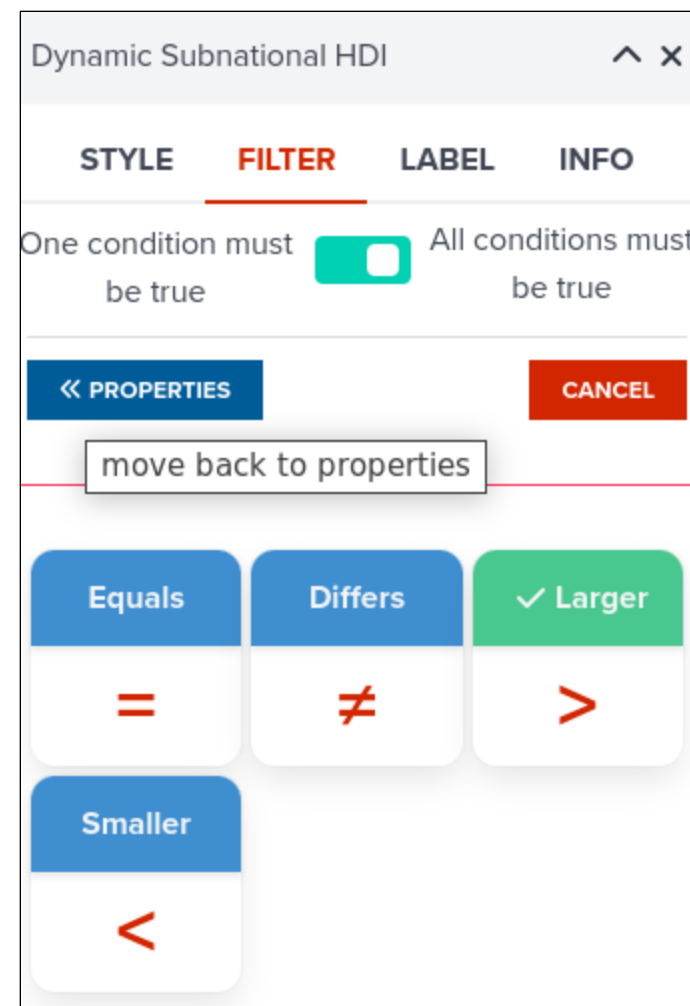 Dynamic Subnational HDI
STYLE FILTER LABEL INFO
One condition must
be true
All conditions must
be true
« PROPERTIES
CANCEL
move back to properties
Equals
Differs
✓ Larger
=
≠
>
Smaller
<